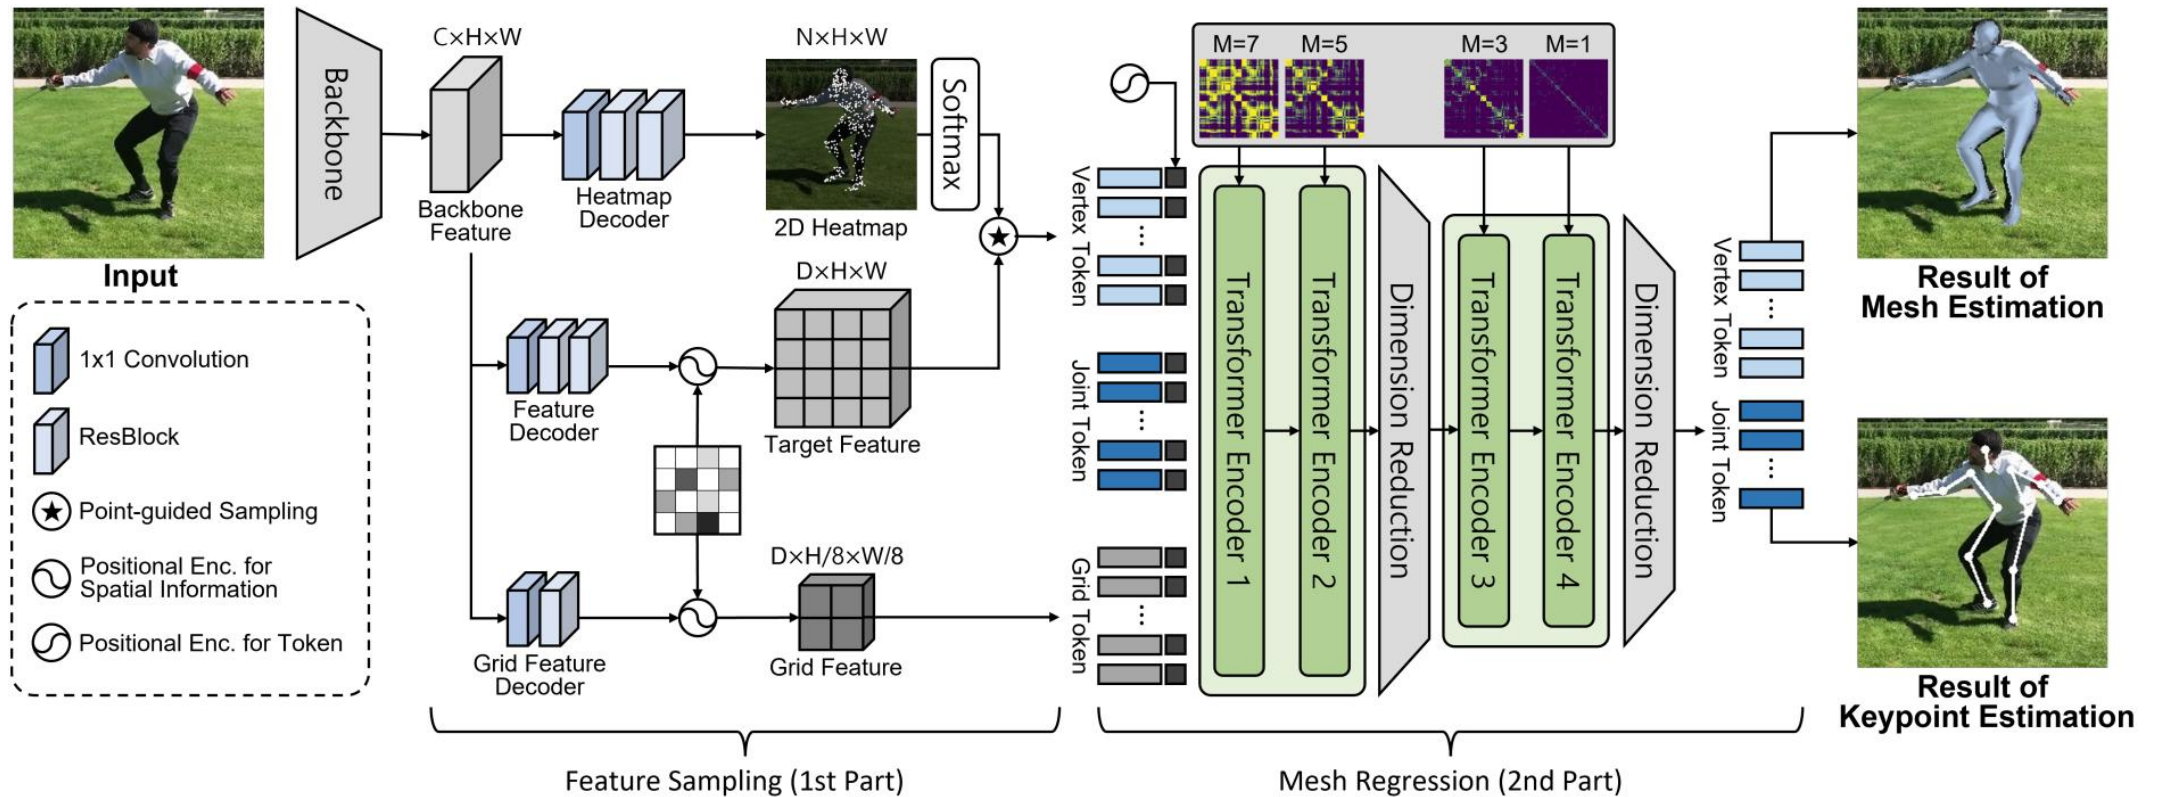 Input
1x1 Convolution
ResBlock
Point-guided Sampling
Positional Enc. for
Spatial Information
Positional Enc. for Token
Backbone
C×H×W
Backbone
Feature
Heatmap
Decoder
N×H×W
2D Heatmap
Softmax
Feature
Decoder
D×H×W
Target Feature
Grid Feature
Decoder
D×H/8×W/8
Grid Feature
Feature Sampling (1st Part)
Vertex Token
Joint Token
Grid Token
M=7
M=5
M=3
M=1
Transformer Encoder 1
Transformer Encoder 2
Dimension Reduction
Transformer Encoder 3
Transformer Encoder 4
Dimension Reduction
Vertex Token
Joint Token
Mesh Regression (2nd Part)
Result of
Mesh Estimation
Result of
Keypoint Estimation